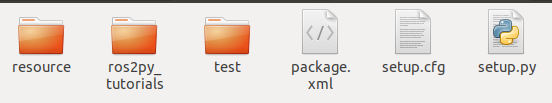 resource
ros2py_
tutorials
test
package.
xml
setup.cfg
setup.py